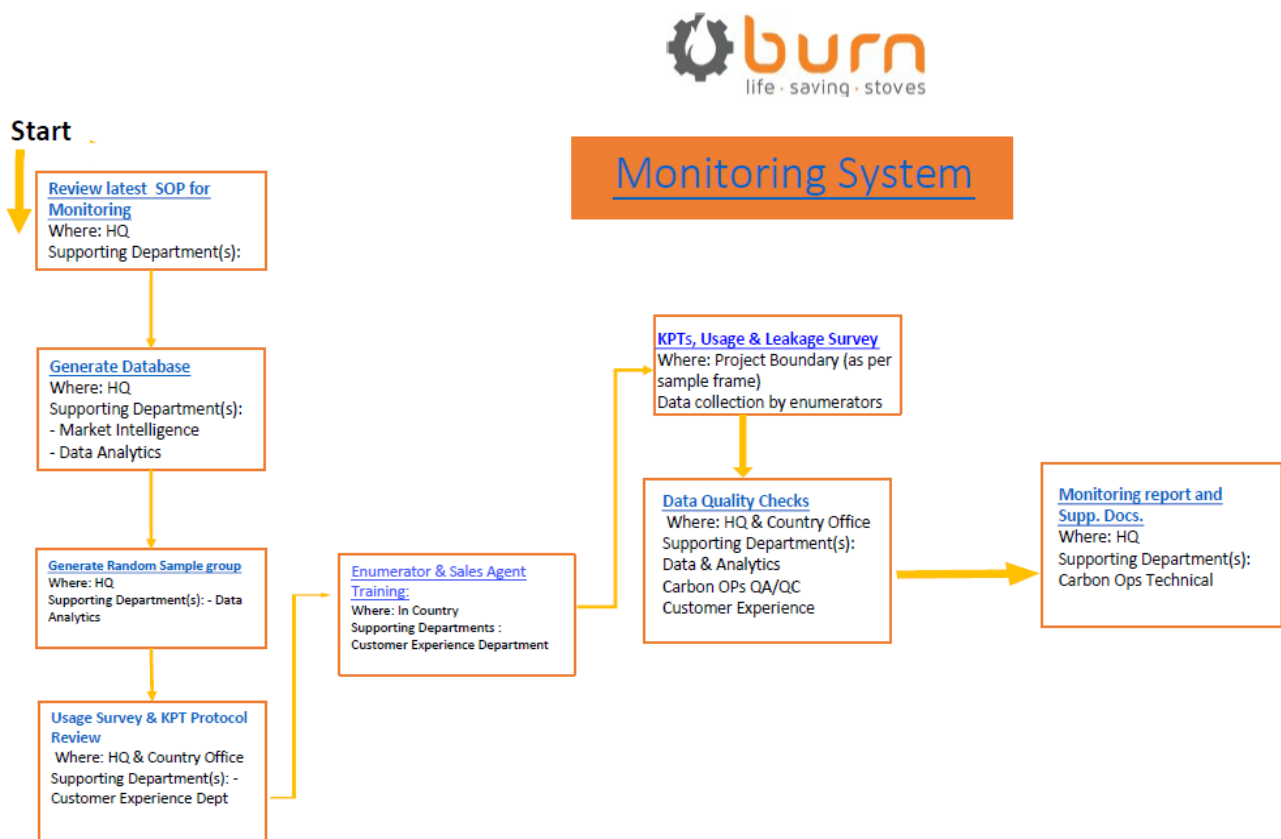 burn
life · saving · stoves
Start
Monitoring System
Review latest SOP for
Monitoring
Where: HQ
Supporting Department(s):
Generate Database
Where: HQ
Supporting Department(s):
- Market Intelligence
- Data Analytics
Generate Random Sample group
Where: HQ
Supporting Department(s): - Data
Analytics
Usage Survey & KPT Protocol
Review
Where: HQ & Country Office
Supporting Department(s): -
Customer Experience Dept
Enumerator & Sales Agent
Training:
Where: In Country
Supporting Departments :
Customer Experience Department
KPTs, Usage & Leakage Survey
Where: Project Boundary (as per
sample frame)
Data collection by enumerators
Data Quality Checks
Where: HQ & Country Office
Supporting Department(s):
Data & Analytics
Carbon OPs QA/QC
Customer Experience
Monitoring report and
Supp. Docs.
Where: HQ
Supporting Department(s):
Carbon Ops Technical